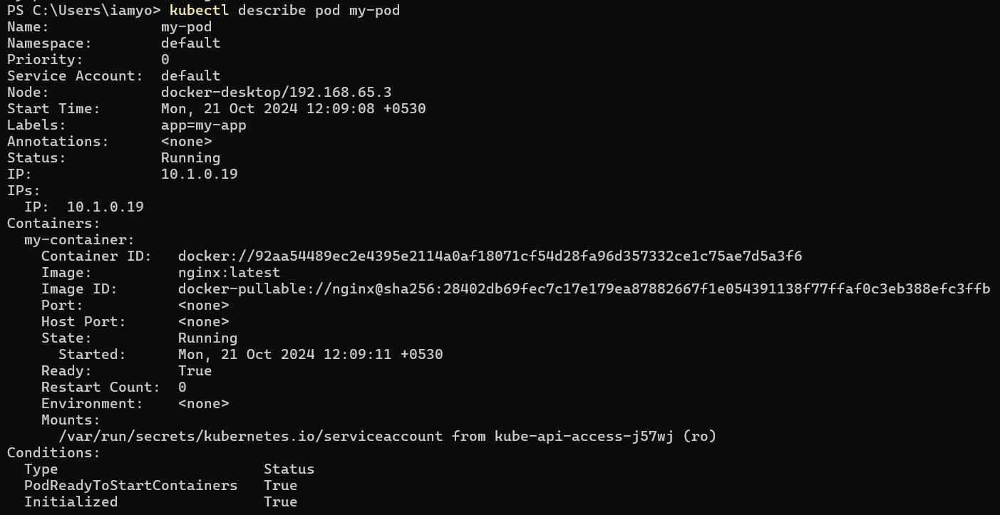 PS C:\Users\iamyo> kubectl describe pod my-pod
Name:             my-pod
Namespace:        default
Priority:         0
Service Account:  default
Node:             docker-desktop/192.168.65.3
Start Time:       Mon, 21 Oct 2024 12:09:08 +0530
Labels:           app=my-app
Annotations:      <none>
Status:           Running
IP:               10.1.0.19
IPs:
  IP:  10.1.0.19
Containers:
  my-container:
    Container ID:   docker://92aa54489ec2e4395e2114a0af18071cf54d28fa96d357332ce1c75ae7d5a3f6
    Image:          nginx:latest
    Image ID:       docker-pullable://nginx@sha256:28402db69fec7c17e179ea87882667f1e054391138f77ffaf0c3eb388efc3ffb
    Port:           <none>
    Host Port:      <none>
    State:          Running
      Started:      Mon, 21 Oct 2024 12:09:11 +0530
    Ready:          True
    Restart Count:  0
    Environment:    <none>
    Mounts:
      /var/run/secrets/kubernetes.io/serviceaccount from kube-api-access-j57wj (ro)
Conditions:
  Type                        Status
  PodReadyToStartContainers   True
  Initialized                 True